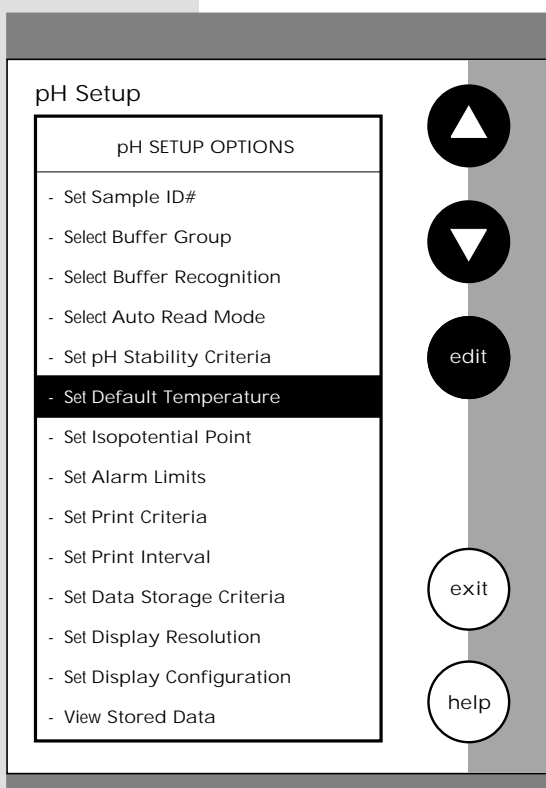 pH Setup
pH SETUP OPTIONS
- Set Sample ID#
- Select Buffer Group
- Select Buffer Recognition
- Select Auto Read Mode
- Set pH Stability Criteria
- Set Default Temperature
- Set Isopotential Point
- Set Alarm Limits
- Set Print Criteria
- Set Print Interval
- Set Data Storage Criteria
- Set Display Resolution
- Set Display Configuration
- View Stored Data
edit
exit
help